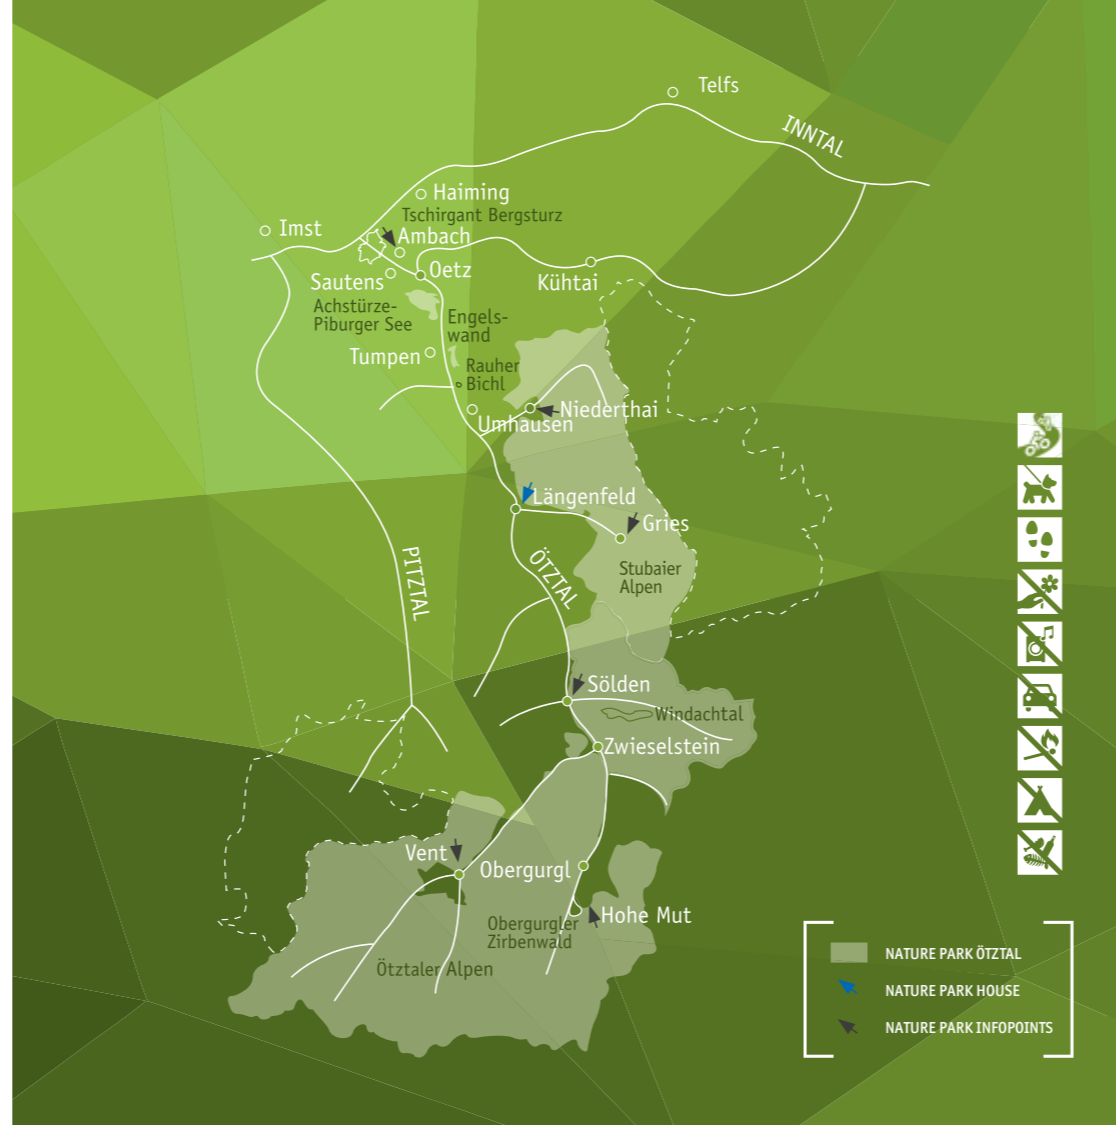 Telfs
INNTAL
Haiming
Tschirgant Bergsturz
Imst
Ambach
Oetz
Sautens
Kühtai
Achstürze-
Piburger See
Engels-
wand
Tumpen
Rauher
Bichl
Niederthai
Umhausen
Längenfeld
Gries
PITZTAL
ÖTZTAL
Stubaier
Alpen
Sölden
Windachtal
Zwieselstein
Vent
Obergurgl
Hohe Mut
Obergurgler
Zirbenwald
Ötztaler Alpen
NATURE PARK ÖTZTAL
NATURE PARK HOUSE
NATURE PARK INFOPOINTS